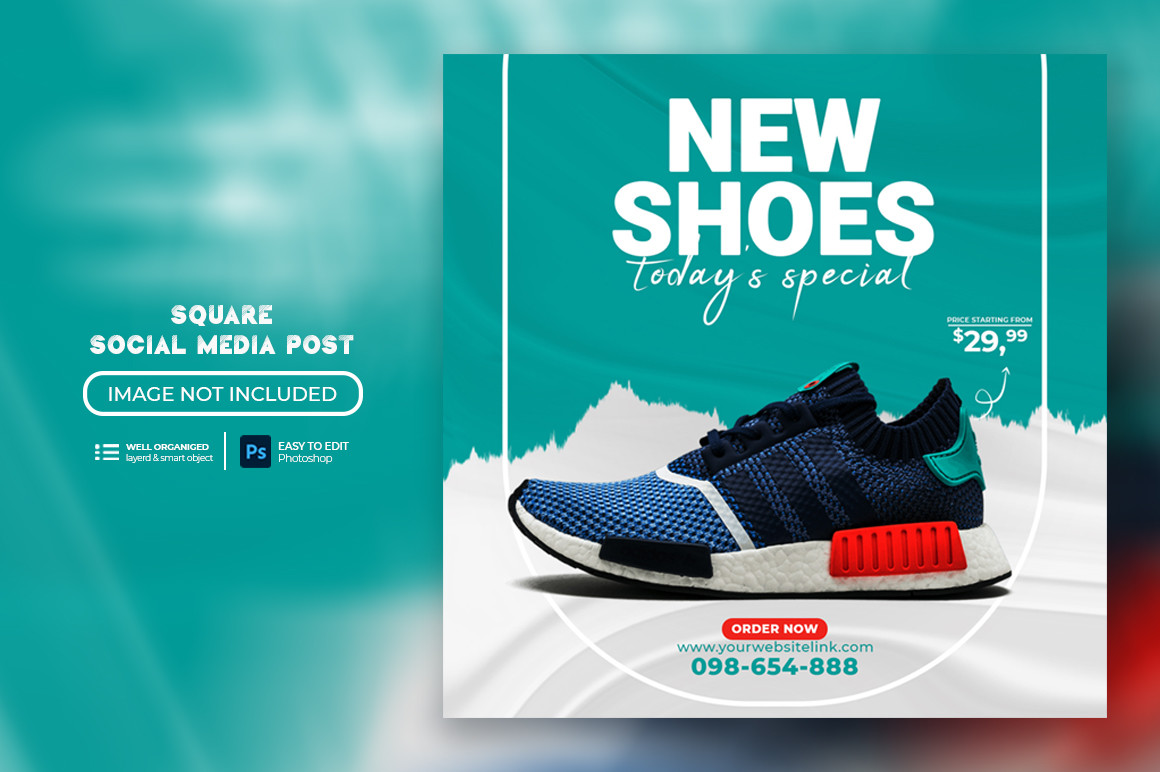 SQUARE
SOCIAL MEDIA POST
IMAGE NOT INCLUDED
WELL ORGANIGED
layerd & smart object
Ps
EASY TO EDIT
Photoshop
NEW
SHOES
today's special
PRICE STARTING FROM
$29,99
ORDER NOW
www.yourwebsitelink.com
098-654-888